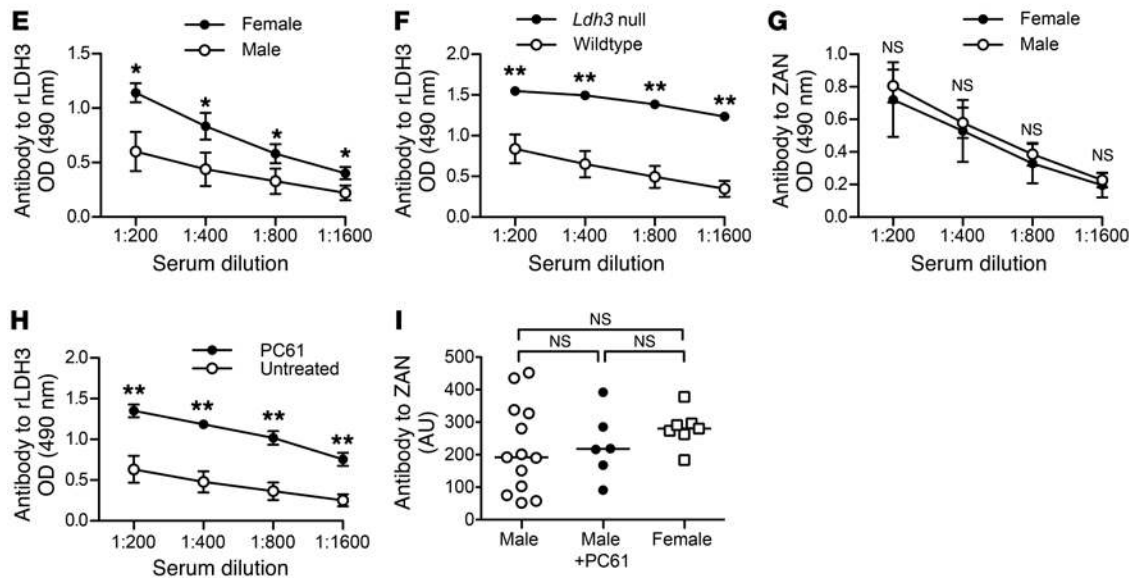 E
Female
Male
Antibody to rLDH3
OD (490 nm)
1.5
1.0
0.5
0.0
*
*
*
*
1:200
1:400
1:800
1:1600
Serum dilution
F
Ldh3 null
Wildtype
Antibody to rLDH3
OD (490 nm)
2.0
1.5
1.0
0.5
0.0
**
**
**
**
1:200
1:400
1:800
1:1600
Serum dilution
G
Female
Male
Antibody to ZAN
OD (490 nm)
1.0
0.8
0.6
0.4
0.2
NS
NS
NS
NS
1:200
1:400
1:800
1:1600
Serum dilution
H
PC61
Untreated
Antibody to rLDH3
OD (490 nm)
2.0
1.5
1.0
0.5
0.0
**
**
**
**
1:200
1:400
1:800
1:1600
Serum dilution
I
NS
NS
NS
Antibody to ZAN
(AU)
500
400
300
200
100
0
Male
Male
+PC61
Female